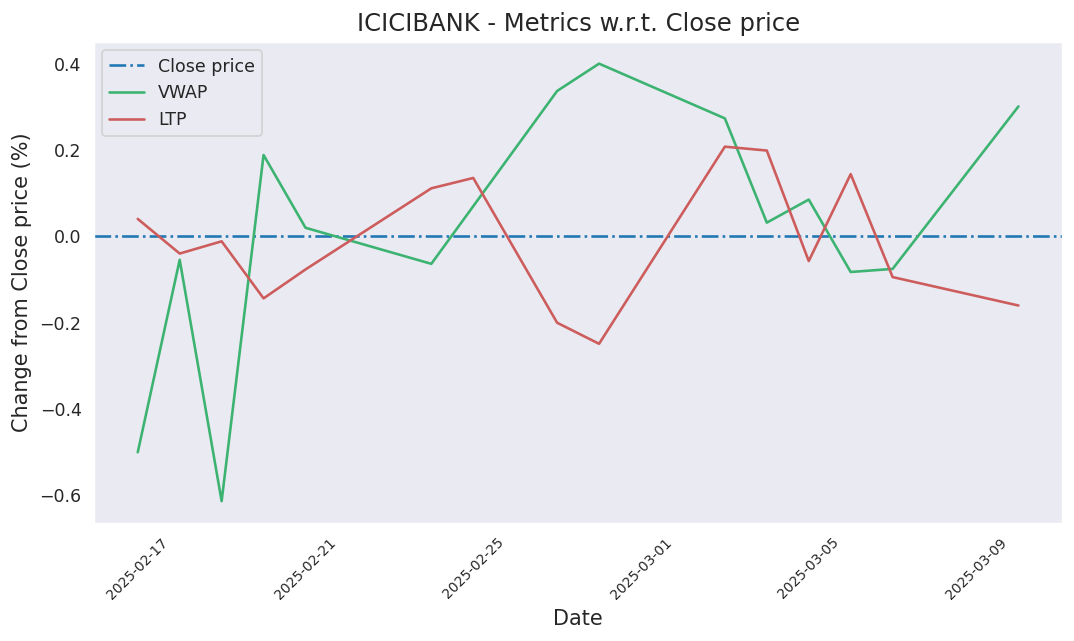 ICICIBANK - Metrics w.r.t. Close price
Close price
VWAP
LTP
Change from Close price (%)
0.4
0.2
0.0
−0.2
−0.4
−0.6
2025-02-17
2025-02-21
2025-02-25
2025-03-01
2025-03-05
2025-03-09
Date